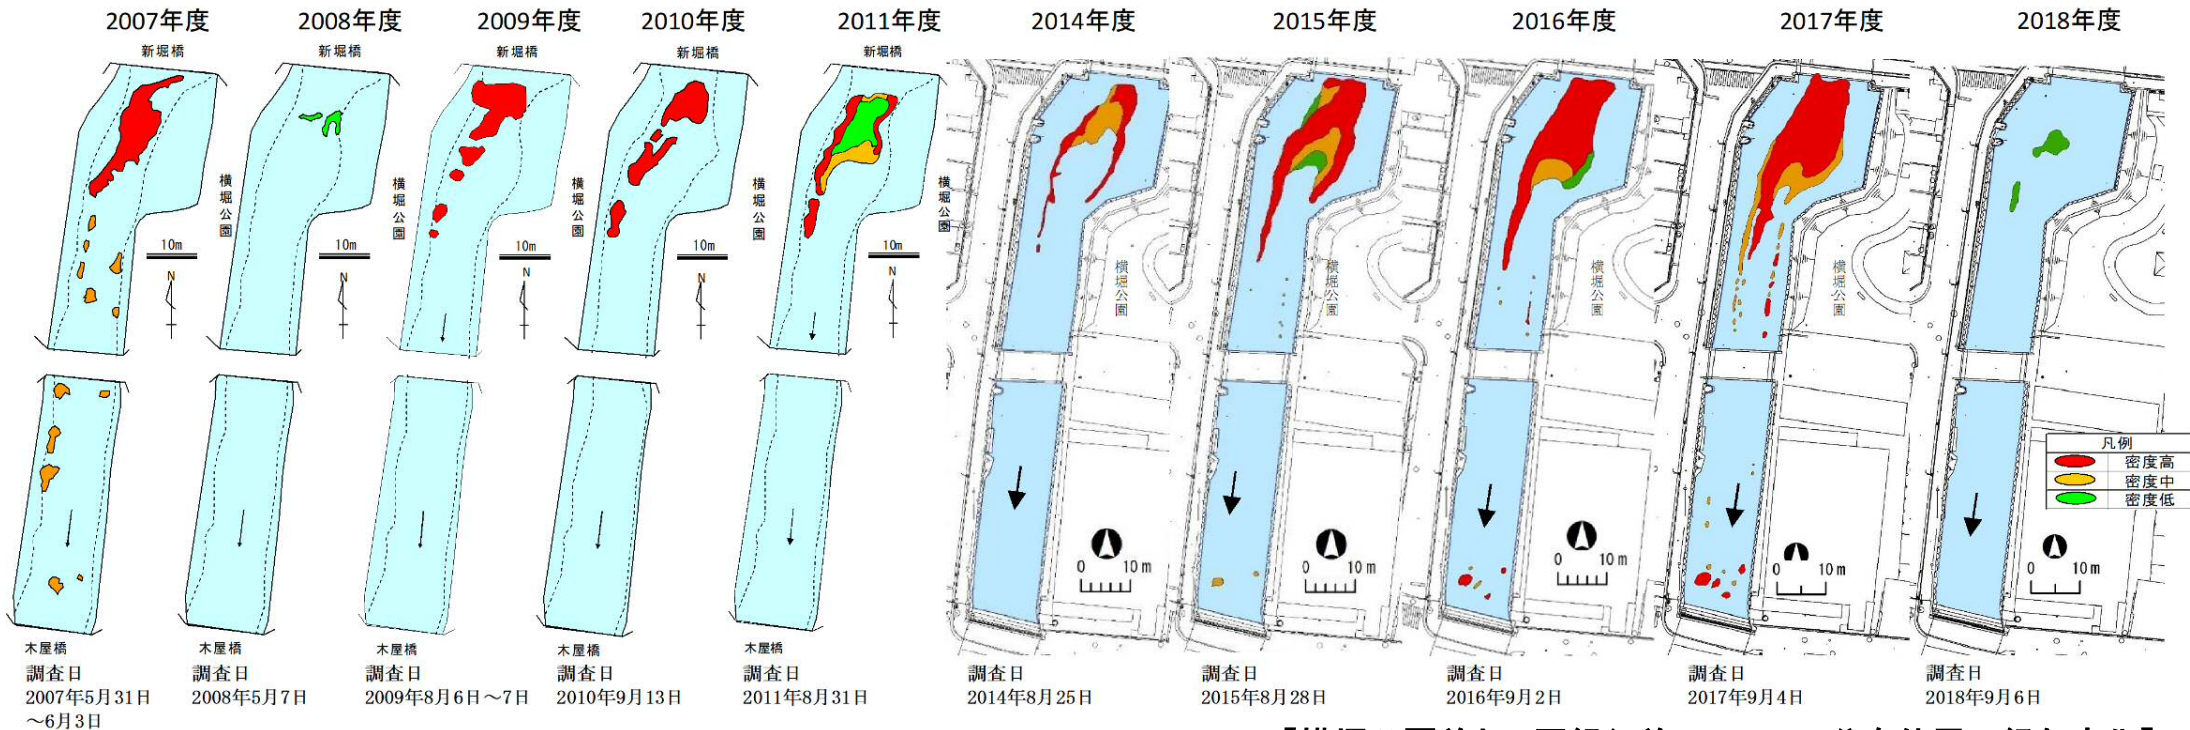 2007年度
2008年度
2009年度
2010年度
2011年度
2014年度
2015年度
2016年度
2017年度
2018年度
新堀橋
新堀橋
新堀橋
新堀橋
新堀橋
横堀公園
横堀公園
横堀公園
横堀公園
横堀公園
横堀公園
横堀公園
横堀公園
横堀公園
10m
10m
10m
10m
10m
N
N
N
N
N
凡例
密度高
密度中
密度低
0 10m
0 10m
0 10m
0 10m
0 10m
木屋橋
木屋橋
木屋橋
木屋橋
木屋橋
調査日
2007年5月31日
～6月3日
調査日
2008年5月7日
調査日
2009年8月6日～7日
調査日
2010年9月13日
調査日
2011年8月31日
調査日
2014年8月25日
調査日
2015年8月28日
調査日
2016年9月2日
調査日
2017年9月4日
調査日
2018年9月6日